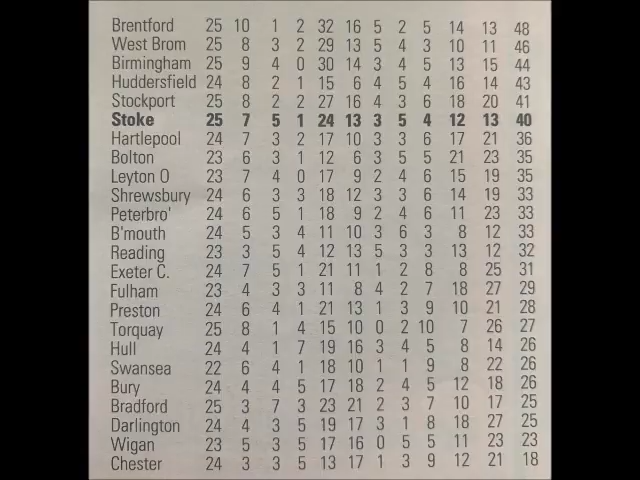 Brentford 25 10 1 2 32 16 5 2 5 14 13 48
West Brom 25 8 3 2 29 13 5 4 3 10 11 46
Birmingham 25 9 4 0 30 14 3 4 5 13 15 44
Huddersfield 24 8 2 1 15 6 4 5 4 16 14 43
Stockport 25 8 2 2 27 16 4 3 6 18 20 41
Stoke 25 7 5 1 24 13 3 5 4 12 13 40
Hartlepool 24 7 3 2 17 10 3 3 6 17 21 36
Bolton 23 6 3 1 12 6 3 5 5 21 23 35
Leyton O 23 7 4 0 17 9 2 4 6 15 19 35
Shrewsbury 24 6 3 3 18 12 3 3 6 14 19 33
Peterbro' 24 6 5 1 18 9 2 4 6 11 23 33
B'mouth 24 5 3 4 11 10 3 6 3 8 12 33
Reading 23 3 5 4 12 13 5 3 3 13 12 32
Exeter C. 24 7 5 1 21 11 1 2 8 8 25 31
Fulham 23 4 3 3 11 8 4 2 7 18 27 29
Preston 24 6 4 1 21 13 1 3 9 10 21 28
Torquay 25 8 1 4 15 10 0 2 10 7 26 27
Hull 24 4 1 7 19 16 3 4 5 8 14 26
Swansea 22 6 4 1 18 10 1 1 9 8 22 26
Bury 24 4 4 5 17 18 2 4 5 12 18 26
Bradford 25 3 7 3 23 21 2 3 7 10 17 25
Darlington 24 4 3 5 19 17 3 1 8 18 27 25
Wigan 23 5 3 5 17 16 0 5 5 11 23 23
Chester 24 3 3 5 13 17 1 3 9 12 21 18